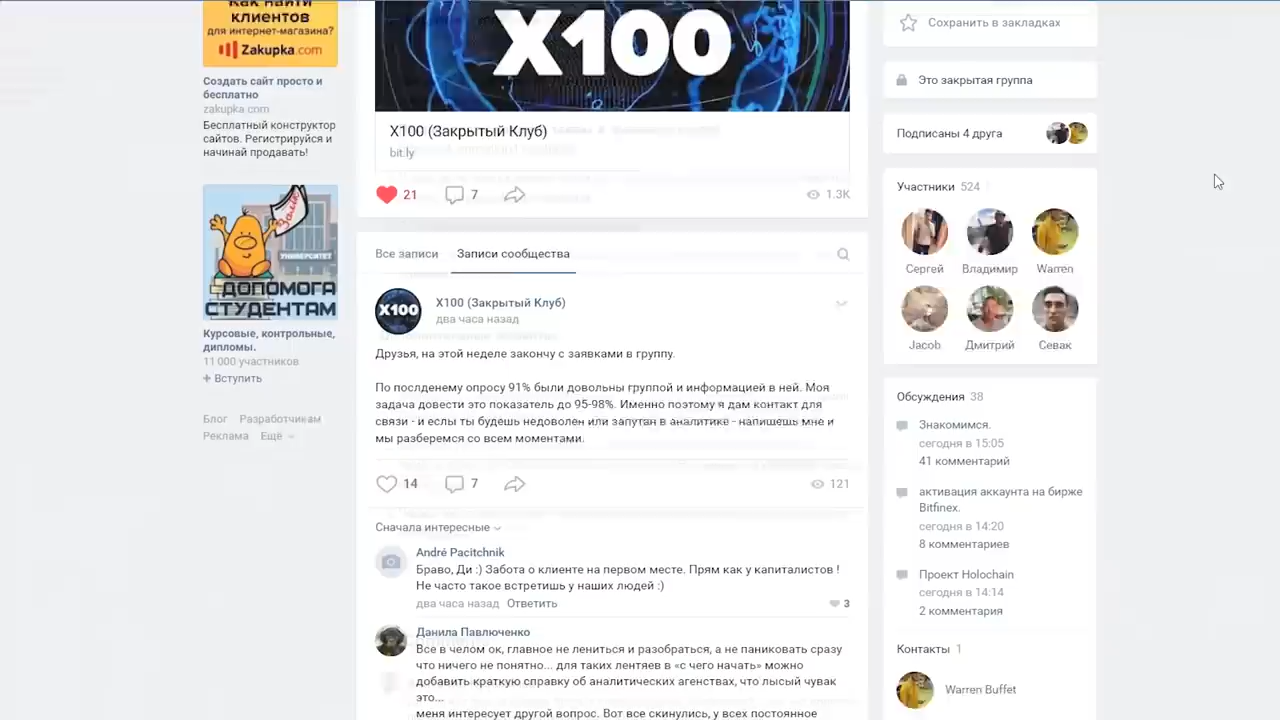 Как найти
клиентов
для интернет-магазина?
Zakupka.com
Создать сайт просто и
бесплатно
zakupka.com
Бесплатный конструктор
сайтов. Регистрируйся и
начинай продавать!
Залік
УНИВЕРСИТЕТ
ДОПОМОГА
СТУДЕНТАМ
Курсовые, контрольные,
дипломы.
11 000 участников
+ Вступить
Блог Разработчикам
Реклама Ещё
X100
X100 (Закрытый Клуб)
bit.ly
21 7 1.3K
Все записи Записи сообщества
X100
X100 (Закрытый Клуб)
два часа назад
Друзья, на этой неделе закончу с заявками в группу.
По послденему опросу 91% были довольны группой и информацией в ней. Моя
задача довести это показатель до 95-98%. Именно поэтому я дам контакт для
связи - и есльі ты будешь недоволен или запутан в аналитике - напишешь мне и
мы разберемся со всем моментами.
14 7 121
Сначала интересные
André Pacitchnik
Браво, Ди :) Забота о клиенте на первом месте. Прям как у капиталистов !
Не часто такое встретишь у наших людей :)
два часа назад Ответить 3
Данила Павлюченко
Все в челом ок, главное не лениться и разобраться, а не паниковать сразу
что ничего не понятно... для таких лентяев в «с чего начать» можно
добавить краткую справку об аналитических агенствах, что лысый чувак
это...
меня интересует другой вопрос. Вот все скинулись, у всех постоянное
Сохранить в закладках
Это закрытая группа
Подписаны 4 друга
Участники 524
Сергей Владимир Warren
Jacob Дмитрий Севак
Обсуждения 38
Знакомимся.
сегодня в 15:05
41 комментарий
активация аккаунта на бирже
Bitfinex.
сегодня в 14:20
8 комментариев
Проект Holochain
сегодня в 14:14
2 комментария
Контакты 1
Warren Buffet